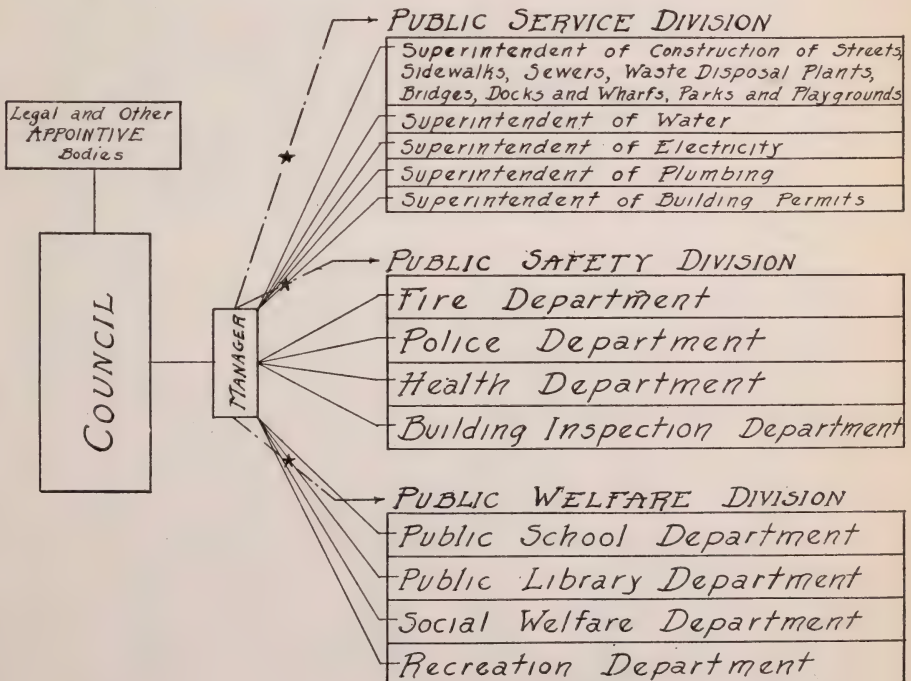 Legal and Other
APPOINTIVE
Bodies
COUNCIL
MANAGER
PUBLIC SERVICE DIVISION
Superintendent of Construction of Streets,
Sidewalks, Sewers, Waste Disposal Plants,
Bridges, Docks and Wharfs, Parks and Playgrounds
Superintendent of Water
Superintendent of Electricity
Superintendent of Plumbing
Superintendent of Building Permits
PUBLIC SAFETY DIVISION
Fire Department
Police Department
Health Department
Building Inspection Department
PUBLIC WELFARE DIVISION
Public School Department
Public Library Department
Social Welfare Department
Recreation Department